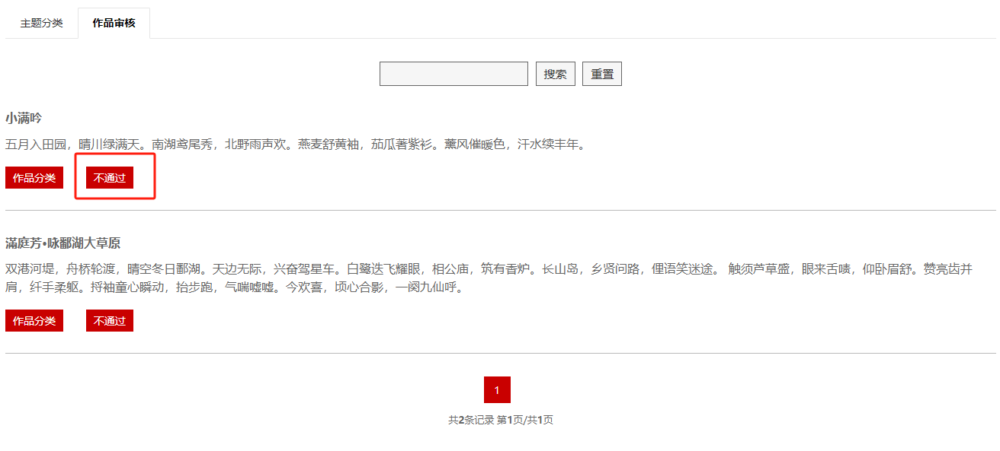 主题分类 作品审核
搜索 重置
小满吟
五月入田园，晴川绿满天。南湖鸢尾秀，北野雨声欢。燕麦舒黄袖，茄瓜著紫衫。薰风催暖色，汗水续丰年。
作品分类 不通过
满庭芳•咏鄱湖大草原
双港河堤，舟桥轮渡，晴空冬日鄱湖。天边无际，兴奋驾星车。白鹭迭飞耀眼，相公庙，筑有香炉。长山岛，乡贤问路，俚语笑迷途。 触须芦草盛，眼来舌啧，仰卧眉舒。赞亮齿并
肩，纤手柔躯。捋袖童心瞬动，抬步跑，气喘嘘嘘。今欢喜，顷心合影，一阕九仙呼。
作品分类 不通过
1
共2条记录 第1页/共1页